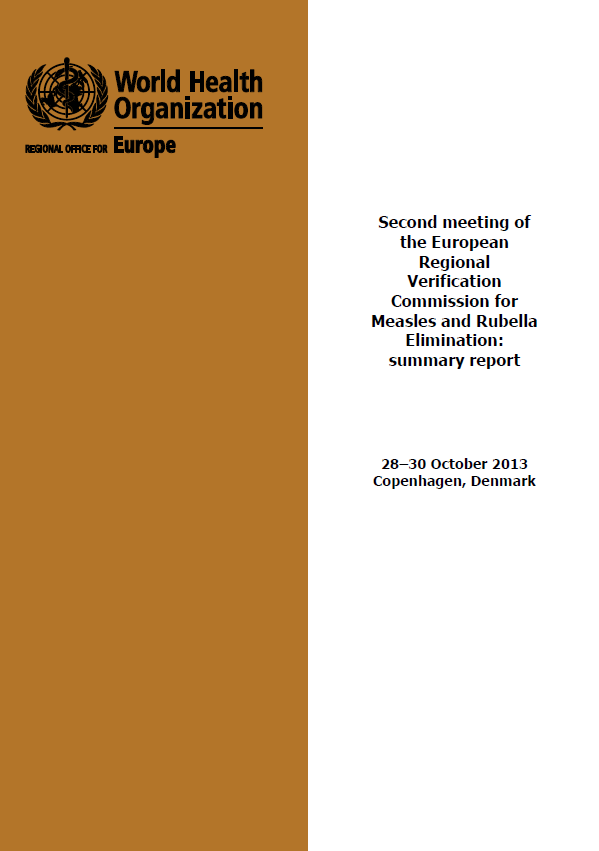 World Health
Organization
REGIONAL OFFICE FOR Europe
Second meeting of
the European
Regional
Verification
Commission for
Measles and Rubella
Elimination:
summary report
28–30 October 2013
Copenhagen, Denmark